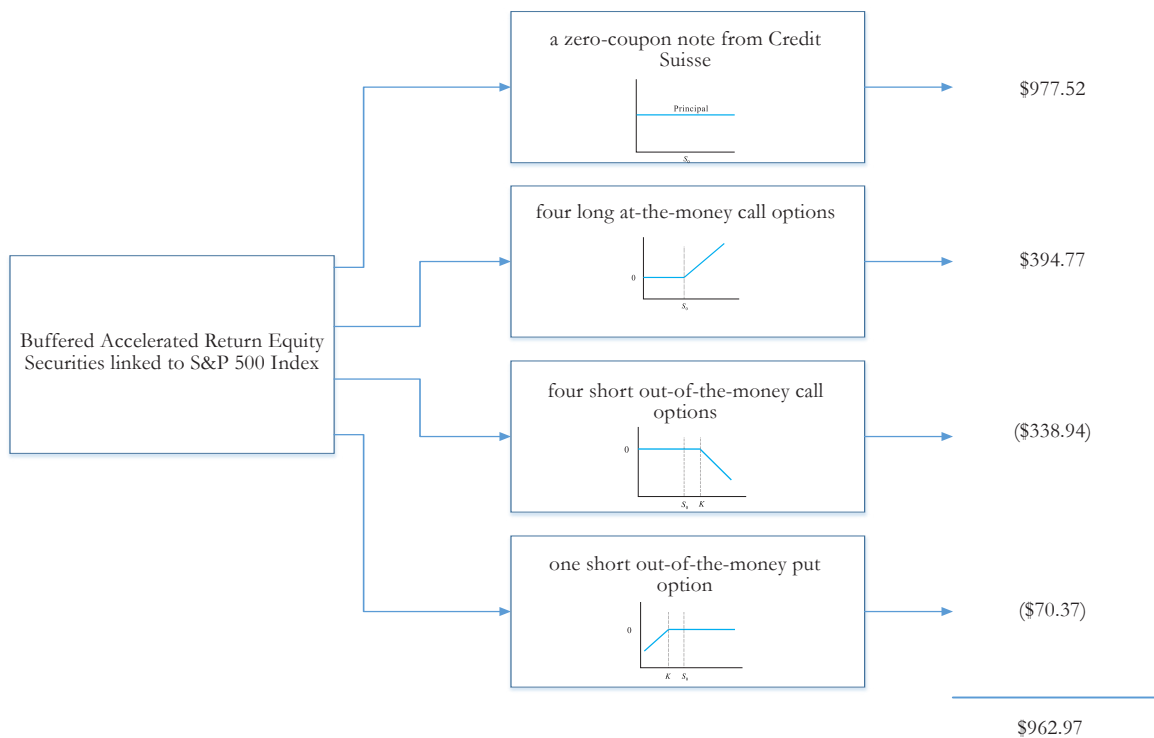 a zero-coupon note from Credit
Suisse
Principal
S₀
$977.52
four long at-the-money call options
0
S₀
$394.77
Buffered Accelerated Return Equity
Securities linked to S&P 500 Index
four short out-of-the-money call
options
0
S₀ K
($338.94)
one short out-of-the-money put
option
0
K S₀
($70.37)
$962.97